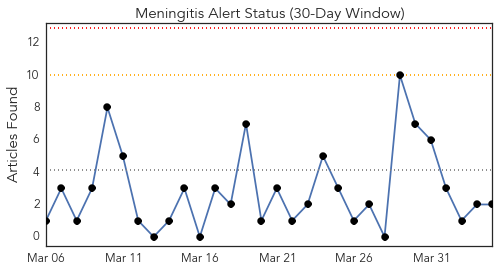 Meningitis Alert Status (30-Day Window)
Articles Found
12
10
8
6
4
2
0
Mar 06 Mar 11 Mar 16 Mar 21 Mar 26 Mar 31